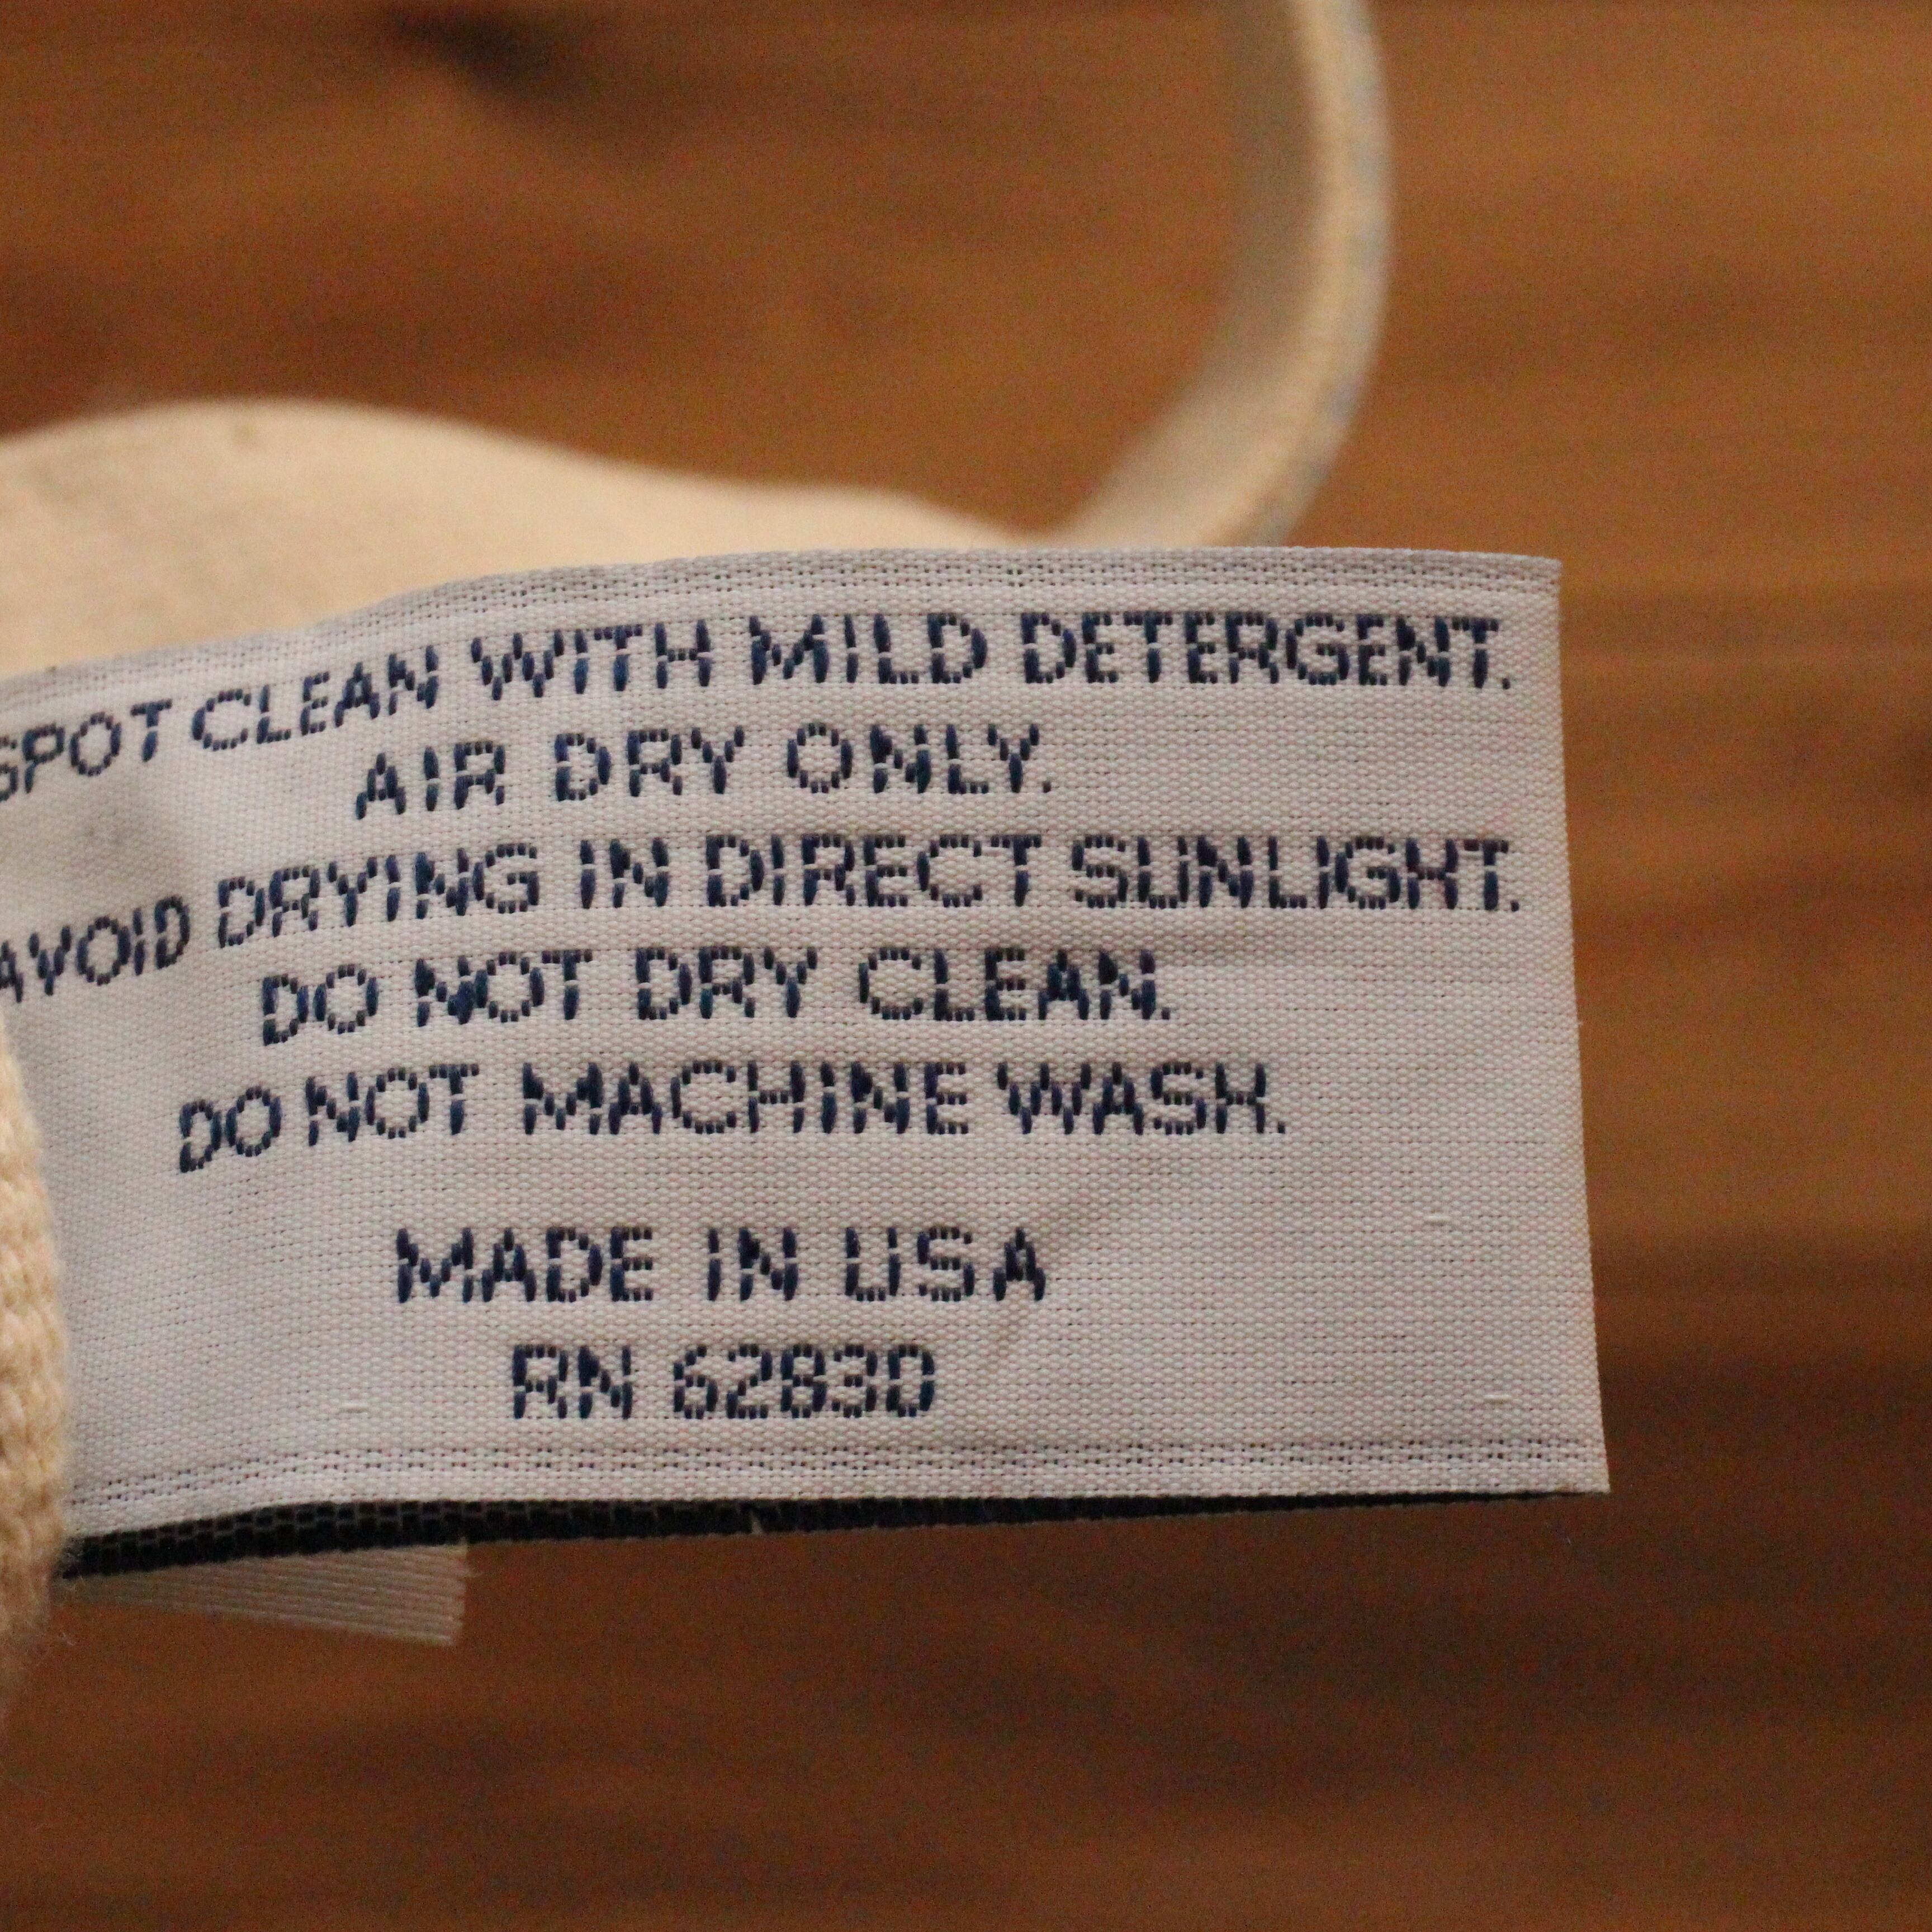 SPOT CLEAN WITH MILD DETERGENT.
AIR DRY ONLY.
AVOID DRYING IN DIRECT SUNLIGHT.
DO NOT DRY CLEAN.
DO NOT MACHINE WASH.
MADE IN USA
RN 62830